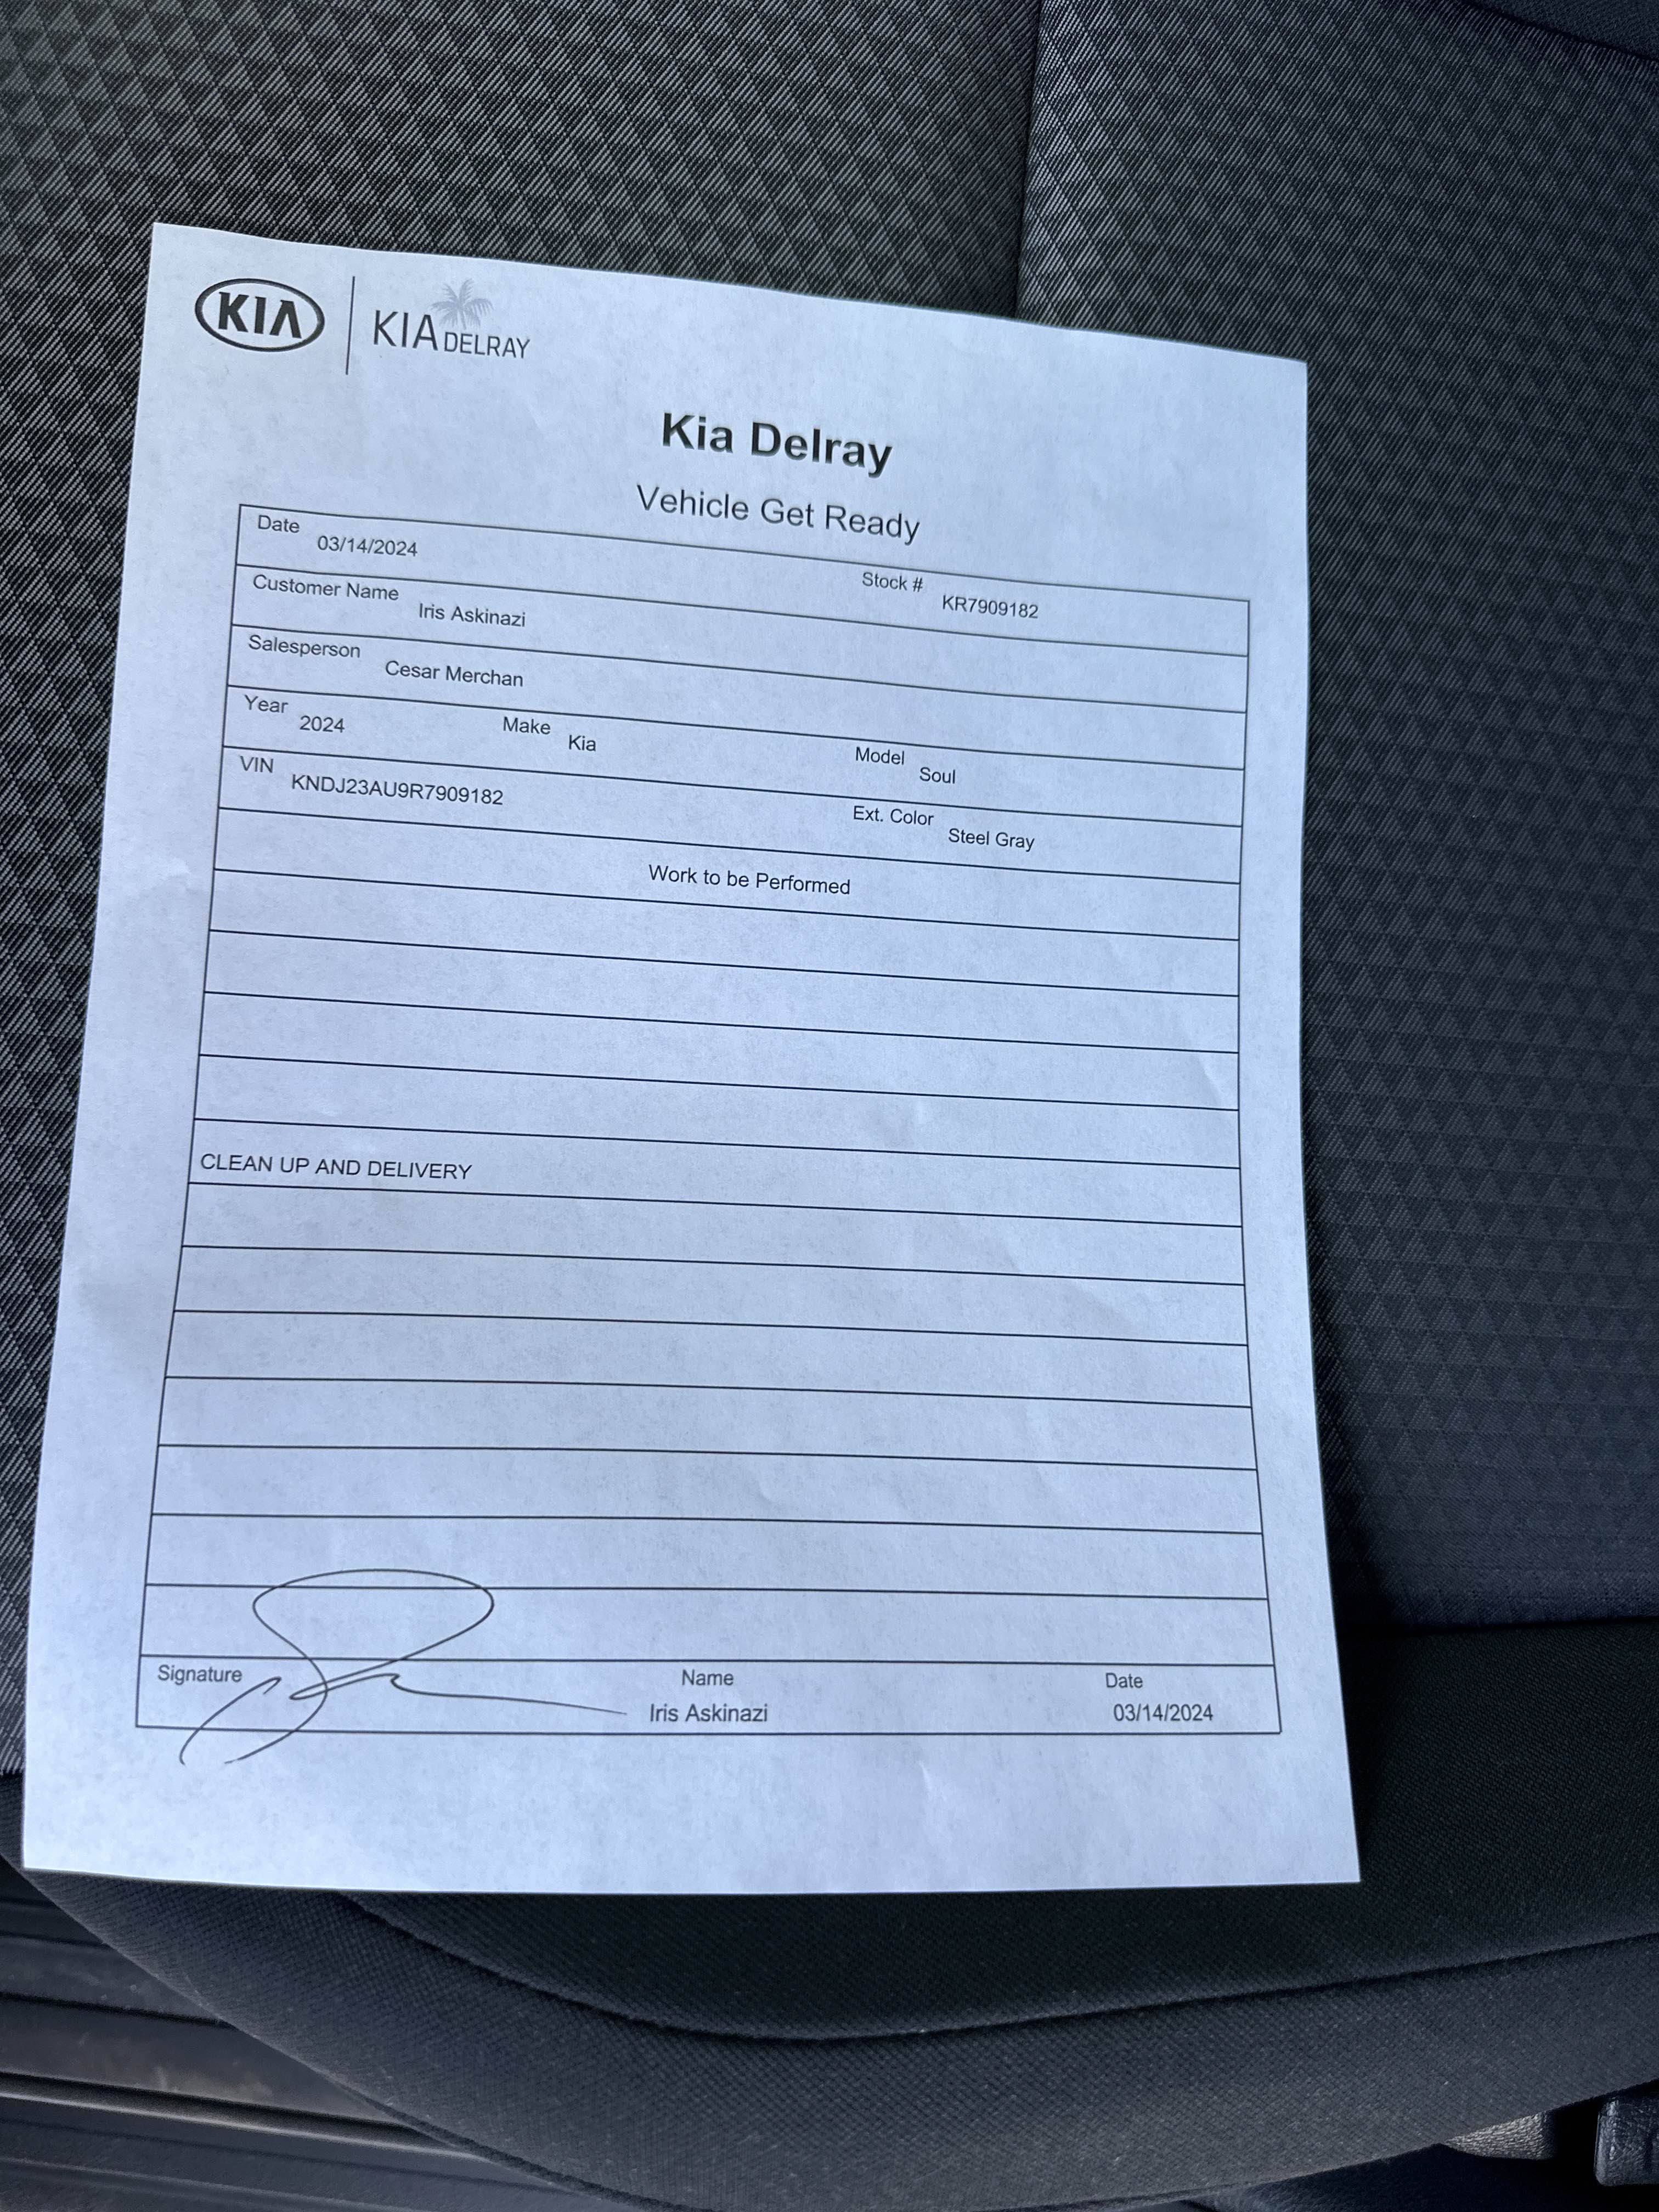 KIA KIA DELRAY
Kia Delray
Vehicle Get Ready
Date 03/14/2024 Stock # KR7909182
Customer Name Iris Askinazi
Salesperson Cesar Merchan
Year 2024 Make Kia Model Soul
VIN KNDJ23AU9R7909182 Ext. Color Steel Gray
Work to be Performed
CLEAN UP AND DELIVERY
Signature Name Date
Iris Askinazi 03/14/2024